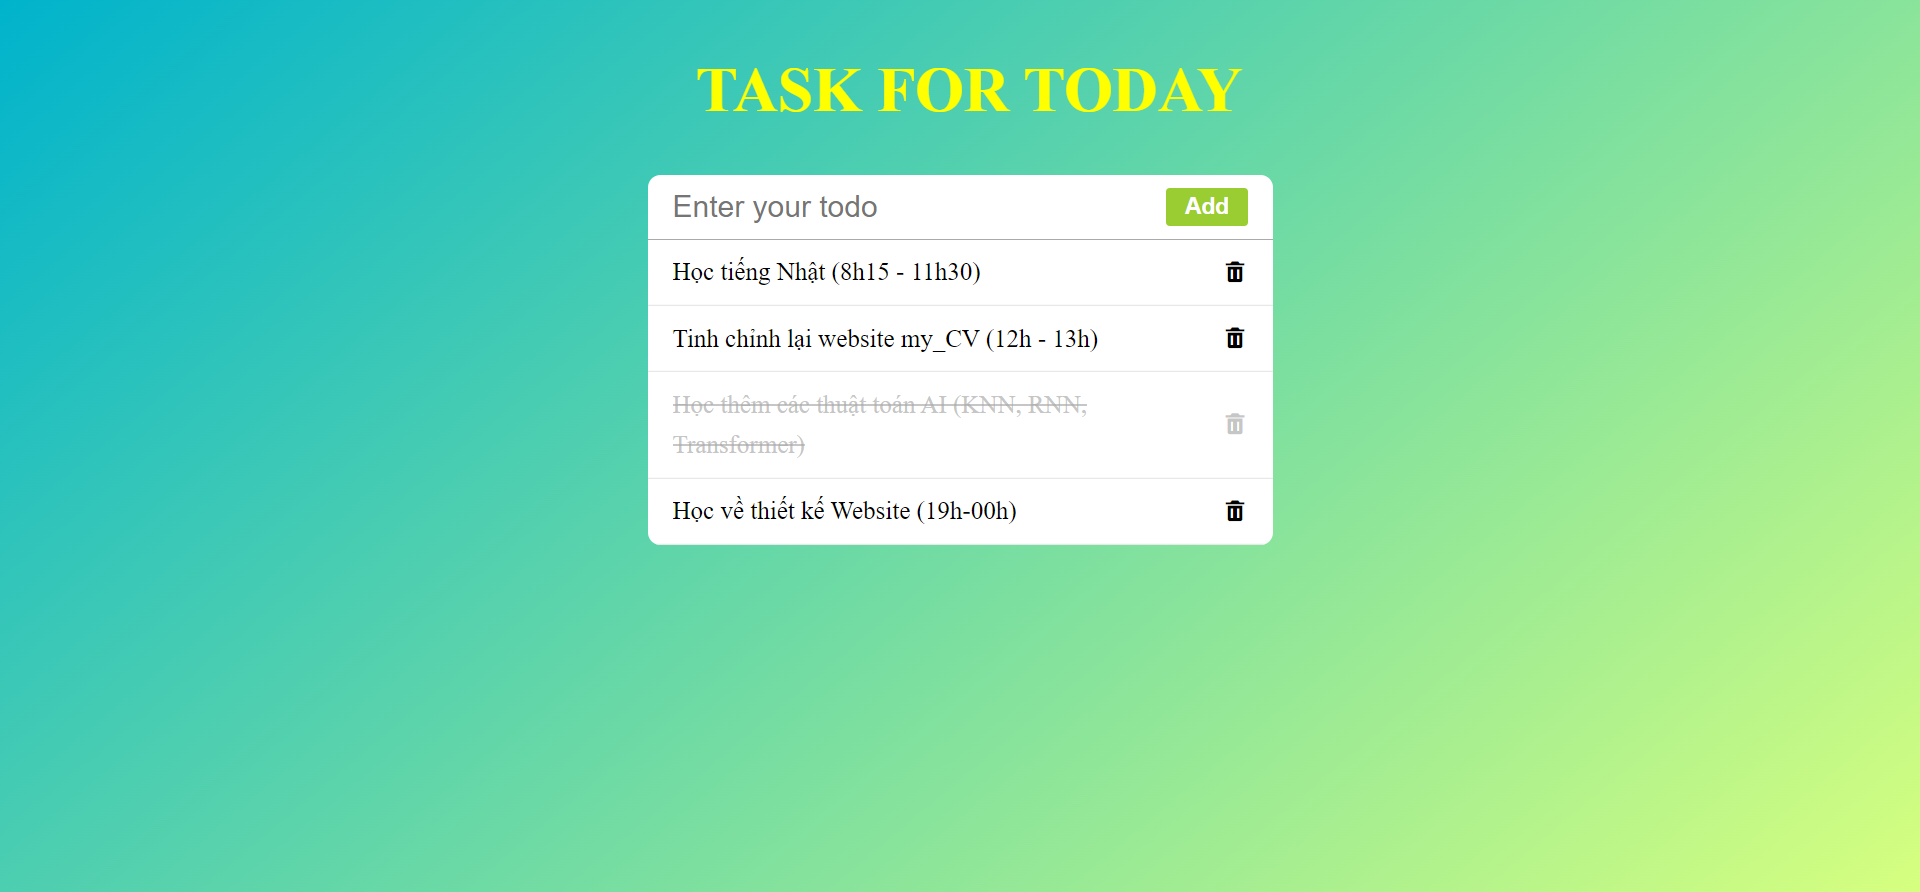 TASK FOR TODAY
Enter your todo
Add
Học tiếng Nhật (8h15 - 11h30)
Tinh chỉnh lại website my_CV (12h - 13h)
Học thêm các thuật toán AI (KNN, RNN,
Transformer)
Học về thiết kế Website (19h-00h)